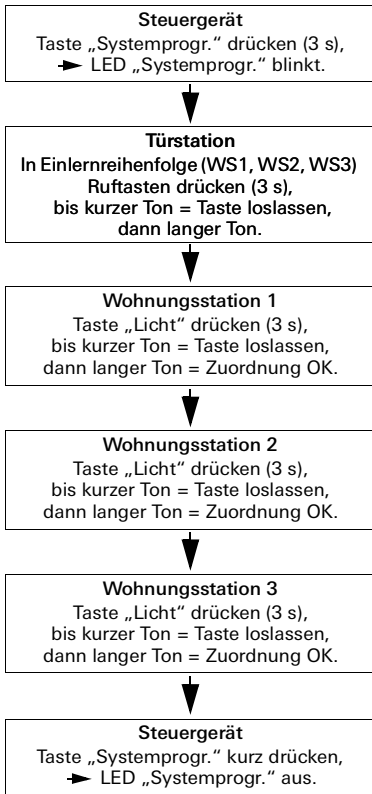 Steuergerät
Taste „Systemprogr.“ drücken (3 s),
LED „Systemprogr.“ blinkt.
Türstation
In Einlernreihenfolge (WS1, WS2, WS3)
Ruftasten drücken (3 s),
bis kurzer Ton = Taste loslassen,
dann langer Ton.
Wohnungsstation 1
Taste „Licht“ drücken (3 s),
bis kurzer Ton = Taste loslassen,
dann langer Ton = Zuordnung OK.
Wohnungsstation 2
Taste „Licht“ drücken (3 s),
bis kurzer Ton = Taste loslassen,
dann langer Ton = Zuordnung OK.
Wohnungsstation 3
Taste „Licht“ drücken (3 s),
bis kurzer Ton = Taste loslassen,
dann langer Ton = Zuordnung OK.
Steuergerät
Taste „Systemprogr.“ kurz drücken,
LED „Systemprogr.“ aus.